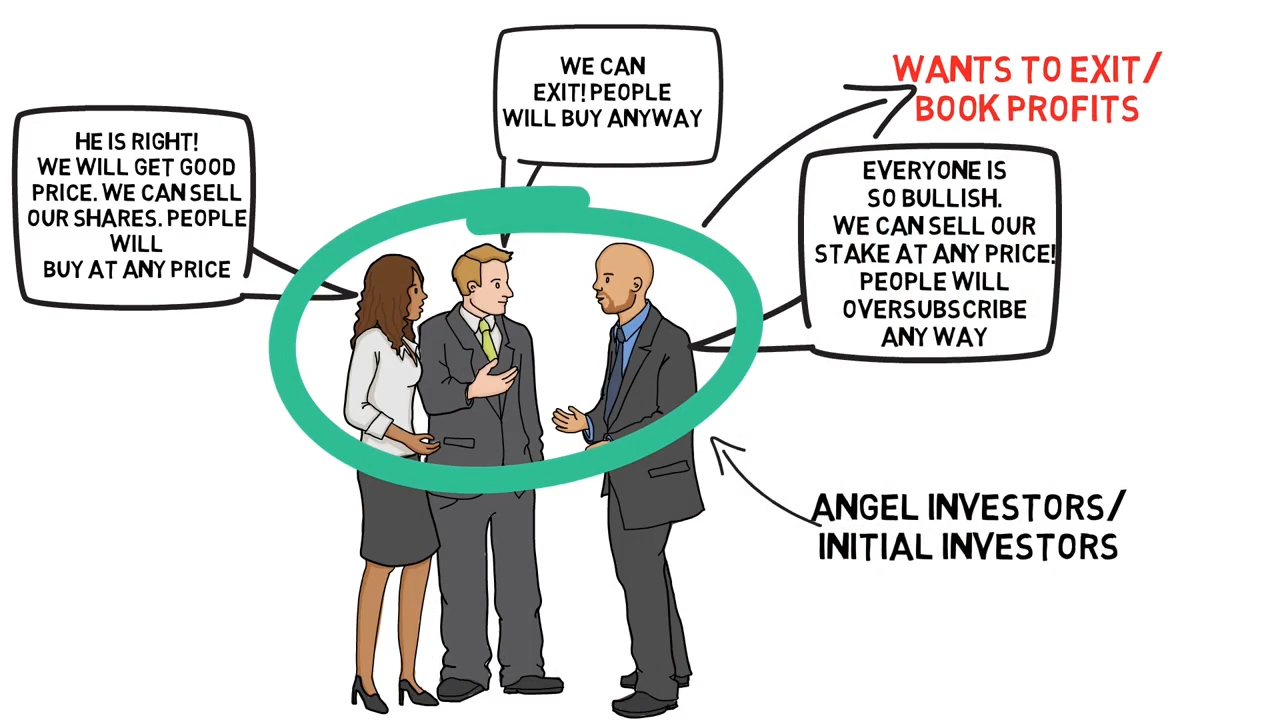 WE CAN
EXIT! PEOPLE
WILL BUY ANYWAY
WANTS TO EXIT/
BOOK PROFITS
HE IS RIGHT!
WE WILL GET GOOD
PRICE. WE CAN SELL
OUR SHARES. PEOPLE
WILL
BUY AT ANY PRICE
EVERYONE IS
SO BULLISH.
WE CAN SELL OUR
STAKE AT ANY PRICE!
PEOPLE WILL
OVERSUBSCRIBE
ANY WAY
ANGEL INVESTORS/
INITIAL INVESTORS